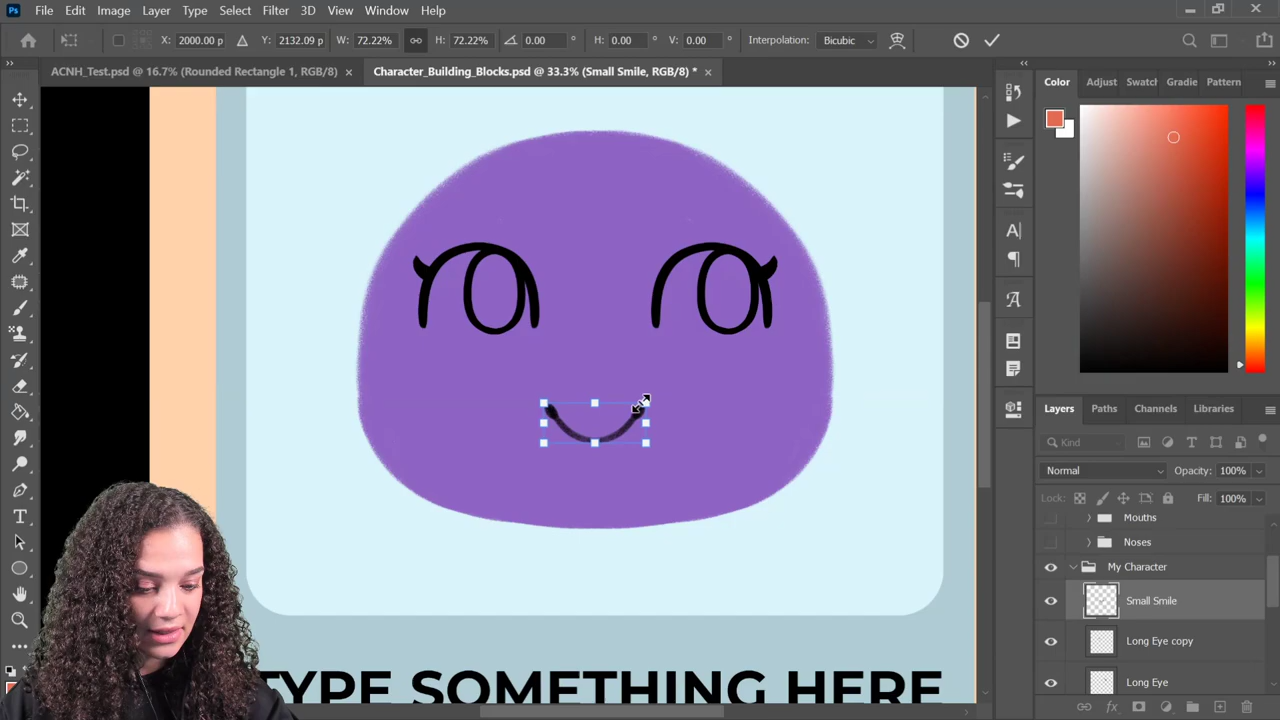 Ps File Edit Image Layer Type Select Filter 3D View Window Help
X: 2000.00 p Y: 2132.09 p W: 72.22% H: 72.22% 0.00 ° H: 0.00 ° V: 0.00 ° Interpolation: Bicubic
ACNH_Test.psd @ 16.7% (Rounded Rectangle 1, RGB/8) × Character_Building_Blocks.psd @ 33.3% (Small Smile, RGB/8) * ×
Color Adjust Swatch Gradie Pattern
Layers Paths Channels Libraries
Kind
Normal Opacity: 100%
Lock: Fill: 100%
Mouths
Noses
My Character
Small Smile
Long Eye copy
Long Eye
TYPE SOMETHING HERE